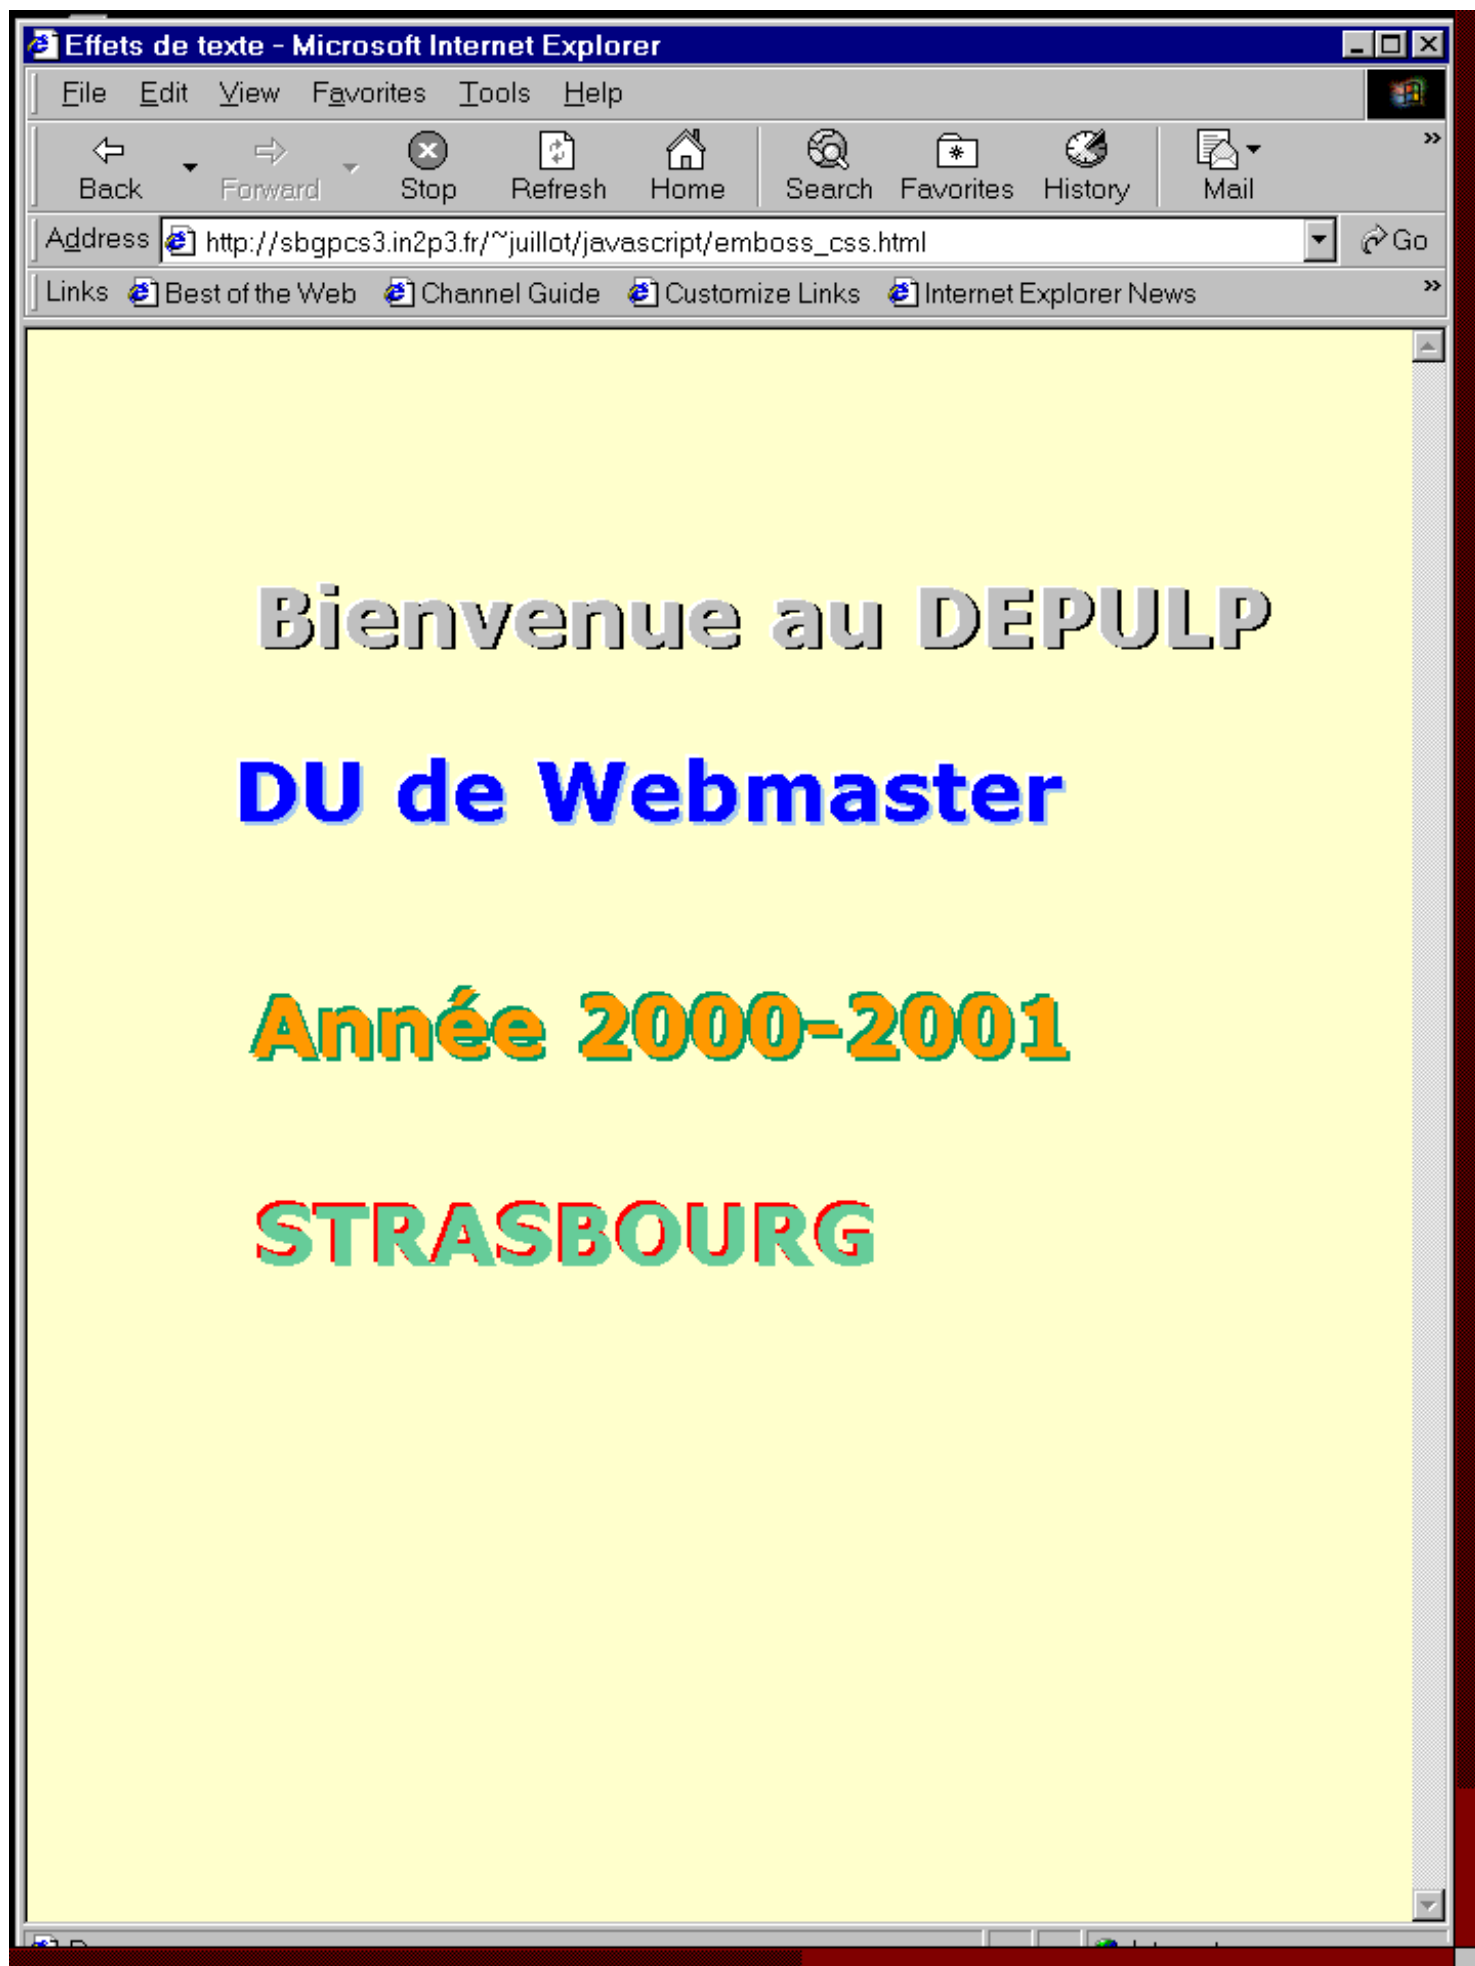 Effets de texte - Microsoft Internet Explorer
File Edit View Favorites Tools Help
Back Forward Stop Refresh Home Search Favorites History Mail »
Address http://sbgpcs3.in2p3.fr/~juillot/javascript/emboss_css.html Go
Links Best of the Web Channel Guide Customize Links Internet Explorer News »
Bienvenue au DEPULP
DU de Webmaster
Année 2000-2001
STRASBOURG